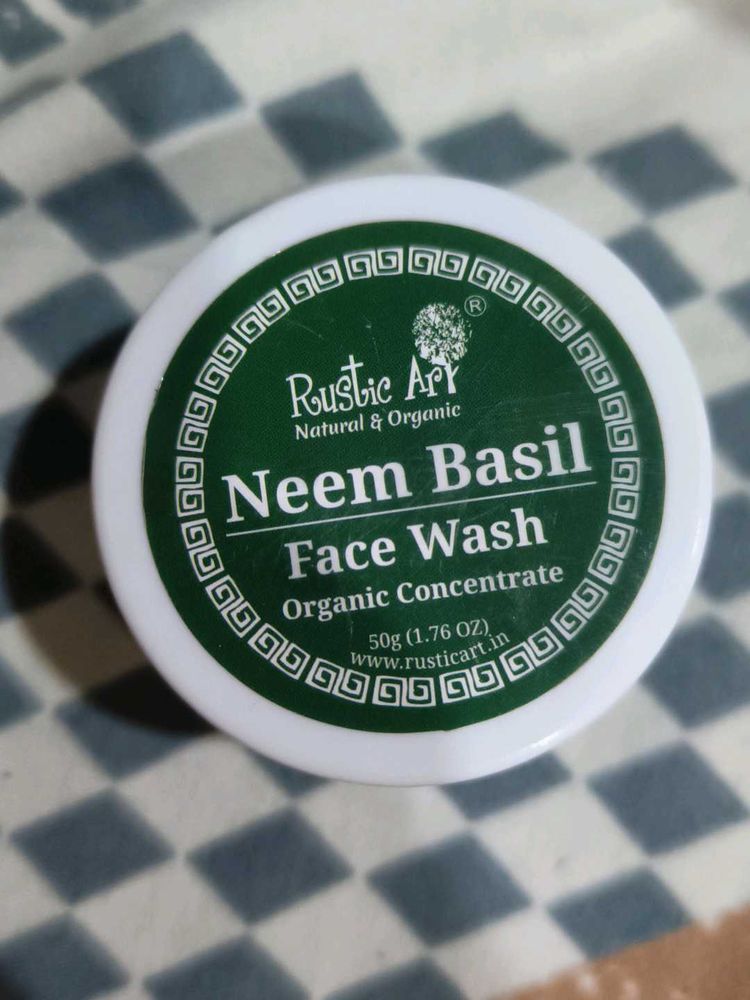 ®
Rustic Art
Natural & Organic
Neem Basil
Face Wash
Organic Concentrate
50g (1.76 OZ)
www.rusticart.in